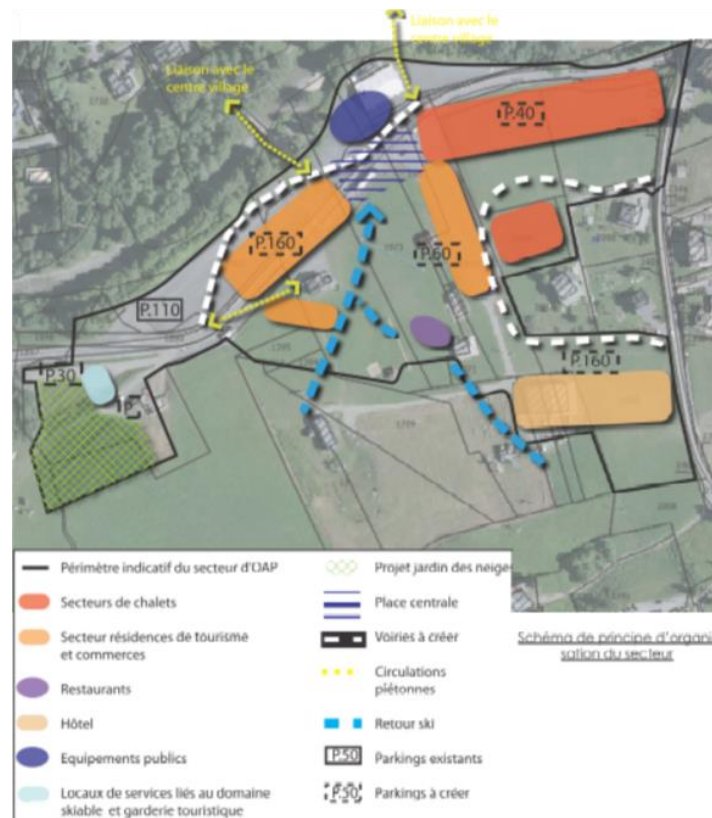 Liaison avec le
centre village
Liaison avec le
centre village
P.40
P.160
P.60
P.110
P.160
P.30
P.
Périmètre indicatif du secteur d'OAP
Secteurs de chalets
Secteur résidences de tourisme
et commerces
Restaurants
Hôtel
Equipements publics
Locaux de services liés au domaine
skiable et garderie touristique
Projet jardin des neiges
Place centrale
Voiries à créer
Circulations
piétonnes
Retour ski
P.50 Parkings existants
P.50 Parkings à créer
Schéma de principe d'organi
sation du secteur